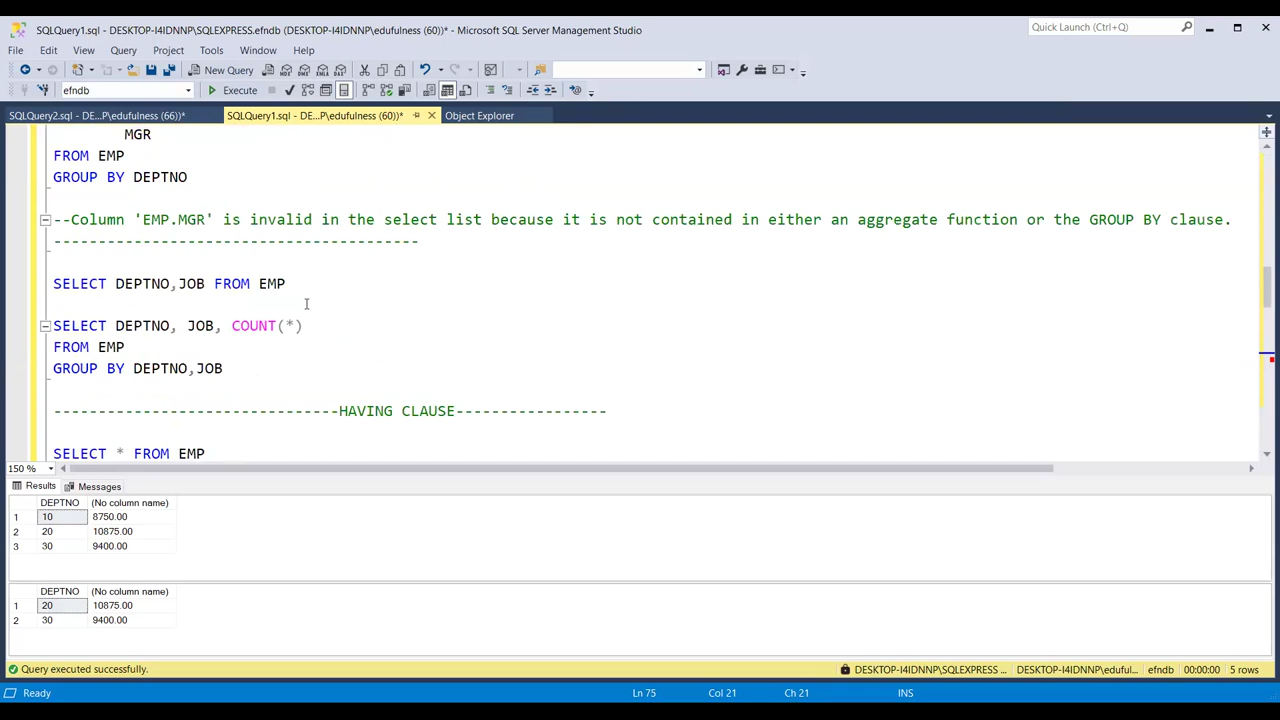 SQLQuery1.sql - DESKTOP-I4IDNNP\SQLEXPRESS.efndb (DESKTOP-I4IDNNP\edufulness (60))* - Microsoft SQL Server Management Studio
Quick Launch (Ctrl+Q)
File Edit View Query Project Tools Window Help
New Query
efndb Execute
SQLQuery2.sql - DE...P\edufulness (66))* SQLQuery1.sql - DE...P\edufulness (60))* Object Explorer
MGR
FROM EMP
GROUP BY DEPTNO
--Column 'EMP.MGR' is invalid in the select list because it is not contained in either an aggregate function or the GROUP BY clause.
-----------------------------------------
SELECT DEPTNO,JOB FROM EMP
SELECT DEPTNO, JOB, COUNT(*)
FROM EMP
GROUP BY DEPTNO,JOB
--------------------------------HAVING CLAUSE-----------------
SELECT * FROM EMP
150 %
Results Messages
DEPTNO (No column name)
1 10 8750.00
2 20 10875.00
3 30 9400.00
DEPTNO (No column name)
1 20 10875.00
2 30 9400.00
Query executed successfully. DESKTOP-I4IDNNP\SQLEXPRESS ... DESKTOP-I4IDNNP\eduful... efndb 00:00:00 5 rows
Ready Ln 75 Col 21 Ch 21 INS